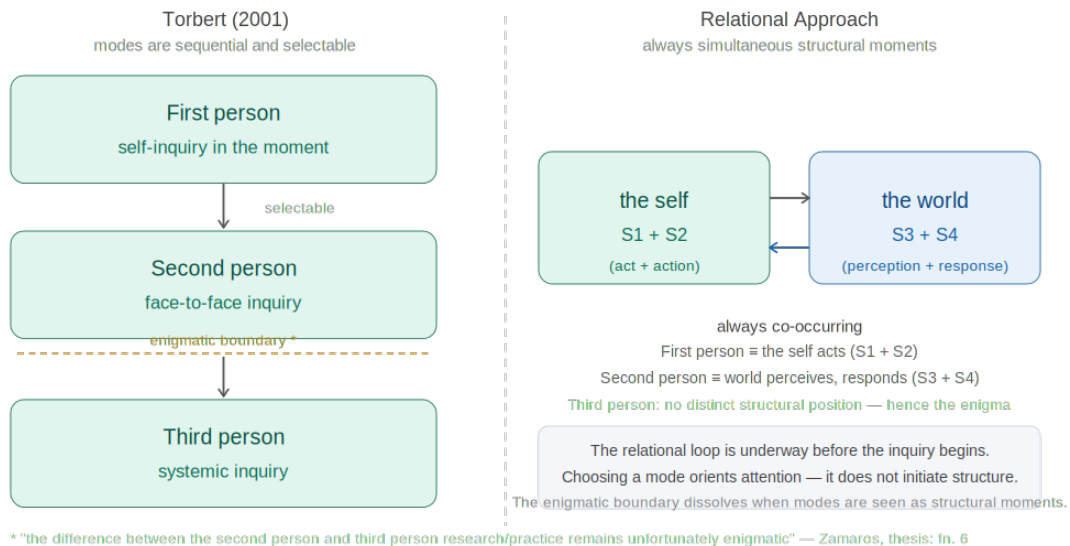 Torbert (2001)
modes are sequential and selectable
First person
self-inquiry in the moment
selectable
Second person
face-to-face inquiry
enigmatic boundary *
Third person
systemic inquiry
Relational Approach
always simultaneous structural moments
the self
S1 + S2
(act + action)
the world
S3 + S4
(perception + response)
always co-occurring
First person ≡ the self acts (S1 + S2)
Second person ≡ world perceives, responds (S3 + S4)
Third person: no distinct structural position — hence the enigma
The relational loop is underway before the inquiry begins.
Choosing a mode orients attention — it does not initiate structure.
The enigmatic boundary dissolves when modes are seen as structural moments.
* "the difference between the second person and third person research/practice remains unfortunately enigmatic" — Zamaros, thesis: fn. 6